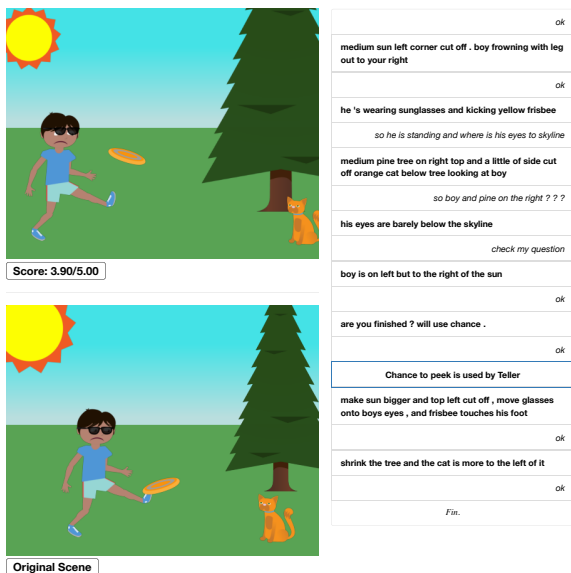 ok
medium sun left corner cut off . boy frowning with leg
out to your right
ok
he 's wearing sunglasses and kicking yellow frisbee
so he is standing and where is his eyes to skyline
medium pine tree on right top and a little of side cut
off orange cat below tree looking at boy
so boy and pine on the right ? ? ?
his eyes are barely below the skyline
check my question
boy is on left but to the right of the sun
ok
are you finished ? will use chance .
ok
Chance to peek is used by Teller
make sun bigger and top left cut off , move glasses
onto boys eyes , and frisbee touches his foot
ok
shrink the tree and the cat is more to the left of it
ok
Fin.
Score: 3.90/5.00
Original Scene